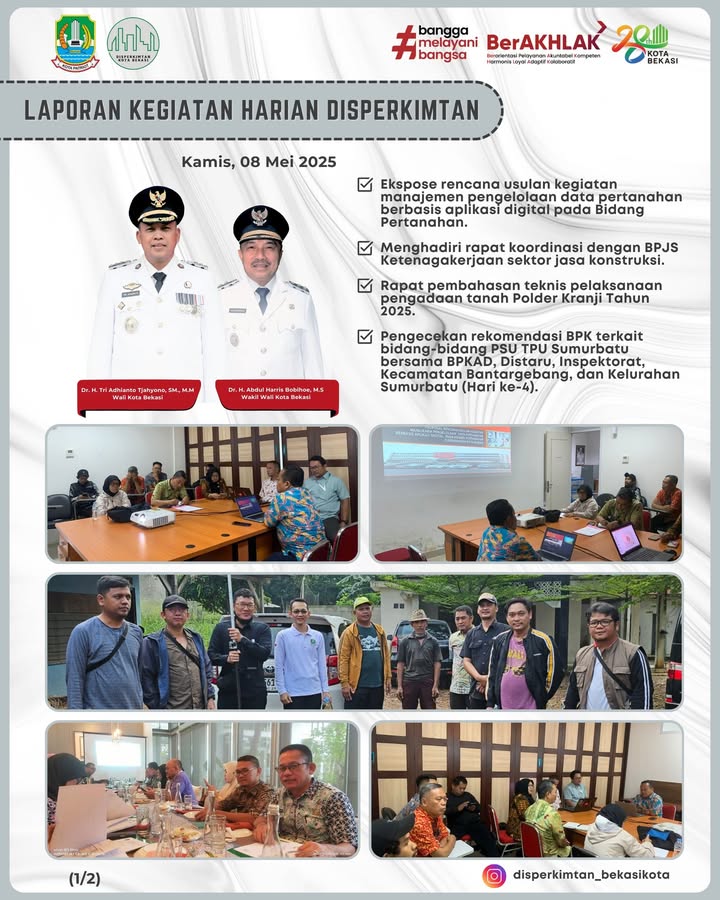 KOTA PATRIOT
DISPERKIMTAN
KOTA BEKASI
#bangga
melayani
bangsa
BerAKHLAK
Berorientasi Pelayanan Akuntabel Kompeten
Harmonis Loyal Adaptif Kolaboratif
28th
KOTA
BEKASI
LAPORAN KEGIATAN HARIAN DISPERKIMTAN
Kamis, 08 Mei 2025
Ekspose rencana usulan kegiatan
manajemen pengelolaan data pertanahan
berbasis aplikasi digital pada Bidang
Pertanahan.
Menghadiri rapat koordinasi dengan BPJS
Ketenagakerjaan sektor jasa konstruksi.
Rapat pembahasan teknis pelaksanaan
pengadaan tanah Polder Kranji Tahun
2025.
Pengecekan rekomendasi BPK terkait
bidang-bidang PSU TPU Sumurbatu
bersama BPKAD, Distaru, Inspektorat,
Kecamatan Bantargebang, dan Kelurahan
Sumurbatu (Hari ke-4).
Dr. H. Tri Adhianto Tjahyono, SM., M.M
Wali Kota Bekasi
Dr. H. Abdul Harris Bobihoe, M.S
Wakil Wali Kota Bekasi
(1/2)
disperkimtan_bekasikota